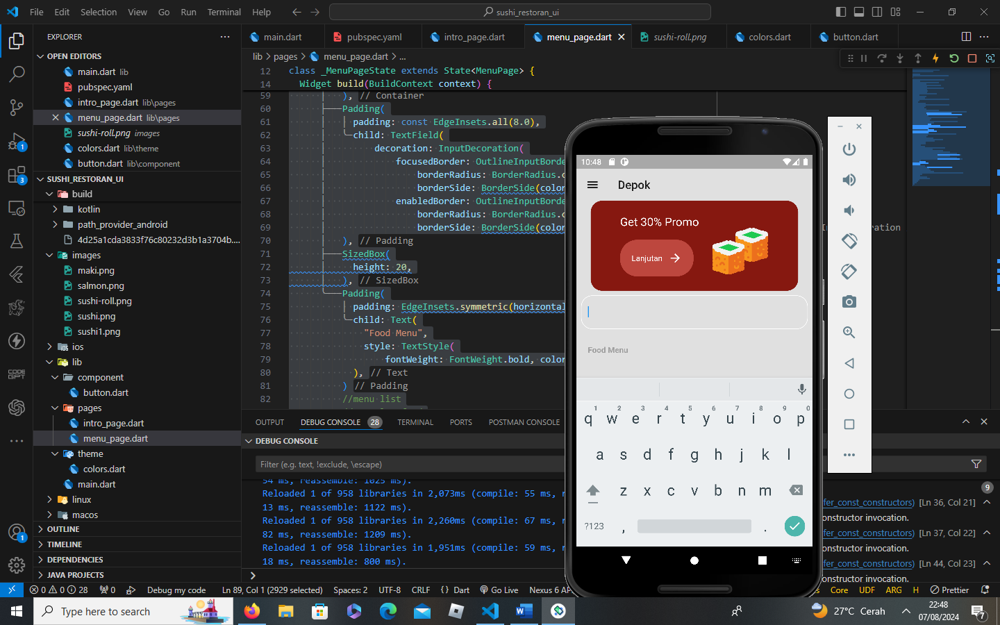 File Edit Selection View Go Run Terminal Help
sushi_restoran_ui
EXPLORER
OPEN EDITORS
main.dart lib
pubspec.yaml
intro_page.dart lib\pages
menu_page.dart lib\pages
sushi-roll.png images
colors.dart lib\theme
button.dart lib\component
SUSHI_RESTORAN_UI
build
kotlin
path_provider_android
4d25a1cda3833f76c80232d3b1a3704b....
images
maki.png
salmon.png
sushi-roll.png
sushi.png
sushi1.png
ios
lib
component
button.dart
pages
intro_page.dart
menu_page.dart
theme
colors.dart
main.dart
linux
macos
OUTLINE
TIMELINE
DEPENDENCIES
JAVA PROJECTS
1
3
CODE
GPT
1
main.dart pubspec.yaml intro_page.dart menu_page.dart sushi-roll.png colors.dart button.dart
lib > pages > menu_page.dart > ...
12 class _MenuPageState extends State<MenuPage> {
14 Widget build(BuildContext context) {
59 ), // Container
60 Padding(
61 padding: const EdgeInsets.all(8.0),
62 child: TextField(
63 decoration: InputDecoration(
64 focusedBorder: OutlineInputBorde
65 borderRadius: BorderRadius.c
66 borderSide: BorderSide(color
67 enabledBorder: OutlineInputBorde
68 borderRadius: BorderRadius.c
69 borderSide: BorderSide(color
70 ), // Padding
71 SizedBox(
72 height: 20,
73 ), // SizedBox
74 Padding(
75 padding: EdgeInsets.symmetric(horizontal
76 child: Text(
77 "Food Menu",
78 style: TextStyle(
79 fontWeight: FontWeight.bold, color
80 ), // Text
81 ) // Padding
82 //menu list
OUTPUT DEBUG CONSOLE 28 TERMINAL PORTS POSTMAN CONSOLE
DEBUG CONSOLE
Filter (e.g. text, !exclude, \escape)
54 ms, reassemble: 1025 ms).
Reloaded 1 of 958 libraries in 2,073ms (compile: 55 ms, r
13 ms, reassemble: 1122 ms).
Reloaded 1 of 958 libraries in 2,260ms (compile: 67 ms, r
82 ms, reassemble: 1209 ms).
Reloaded 1 of 958 libraries in 1,951ms (compile: 59 ms, r
18 ms, reassemble: 800 ms).
9
fer_const_constructors) [Ln 36, Col 21]
onstructor invocation.
fer_const_constructors) [Ln 37, Col 22]
onstructor invocation.
fer_const_constructors) [Ln 44, Col 23]
onstructor invocation.
10:48
Depok
Get 30% Promo
Lanjutan
Food Menu
1 2 3 4 5 6 7 8 9 0
q w e r t y u i o p
a s d f g h j k l
z x c v b n m
?123 , .
0 0 28 0 Debug my code Ln 89, Col 1 (2929 selected) Spaces: 2 UTF-8 CRLF {} Dart Go Live Nexus 6 AP
Core UDF ARG H Prettier
Type here to search
27°C Cerah
22:48
07/08/2024
7